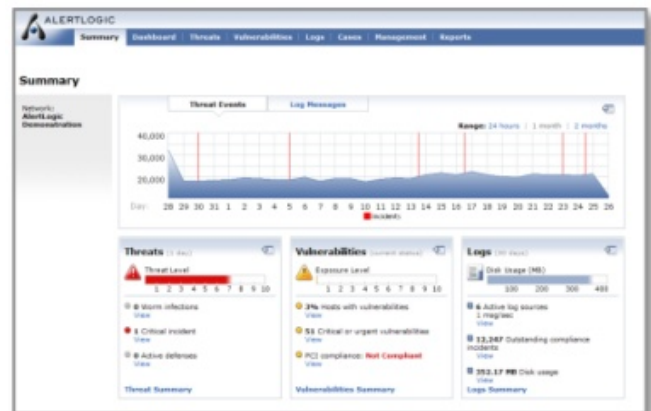 ALERTLOGIC
Summary Dashboard Threats Vulnerabilities Logs Cases Management Reports
Summary
Network:
AlertLogic
Demonstration
Threat Events Log Messages
Range: 24 hours | 1 month | 2 months
40,000
30,000
20,000
Day: 28 29 30 31 1 2 3 4 5 6 7 8 9 10 11 12 13 14 15 16 17 18 19 20 21 22 23 24 25 26
Incidents
Threats (1 day)
Threat Level
1 2 3 4 5 6 7 8 9 10
0 Worm infections
View
1 Critical incident
View
0 Active defenses
View
Threat Summary
Vulnerabilities (current status)
Exposure Level
1 2 3 4 5 6 7 8 9 10
3% Hosts with vulnerabilities
View
51 Critical or urgent vulnerabilities
View
PCI compliance: Not Compliant
View
Vulnerabilities Summary
Logs (30 days)
Disk Usage (MB)
100 200 300 400
6 Active log sources
1 msg/sec
View
12,247 Outstanding compliance
incidents
View
352.17 MB Disk usage
View
Logs Summary